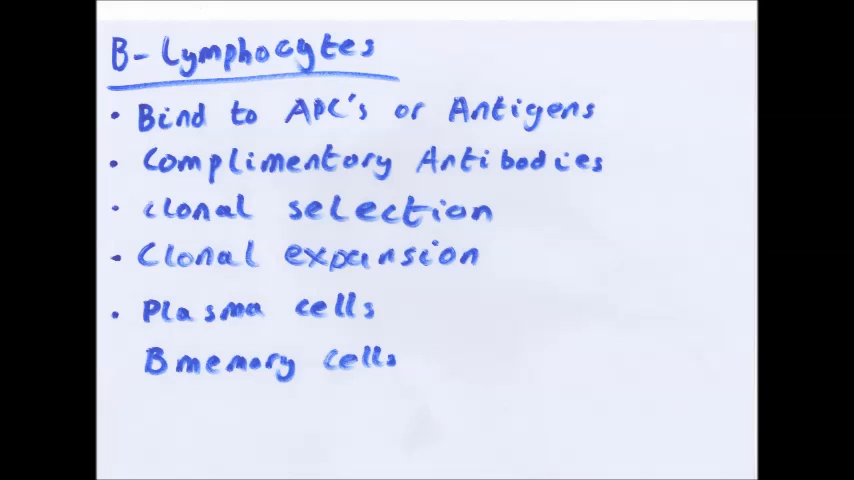 B-Lymphocytes
• Bind to APC's or Antigens
• Complimentory Antibodies
• Clonal selection
• Clonal expansion
• Plasma cells
B memory cells